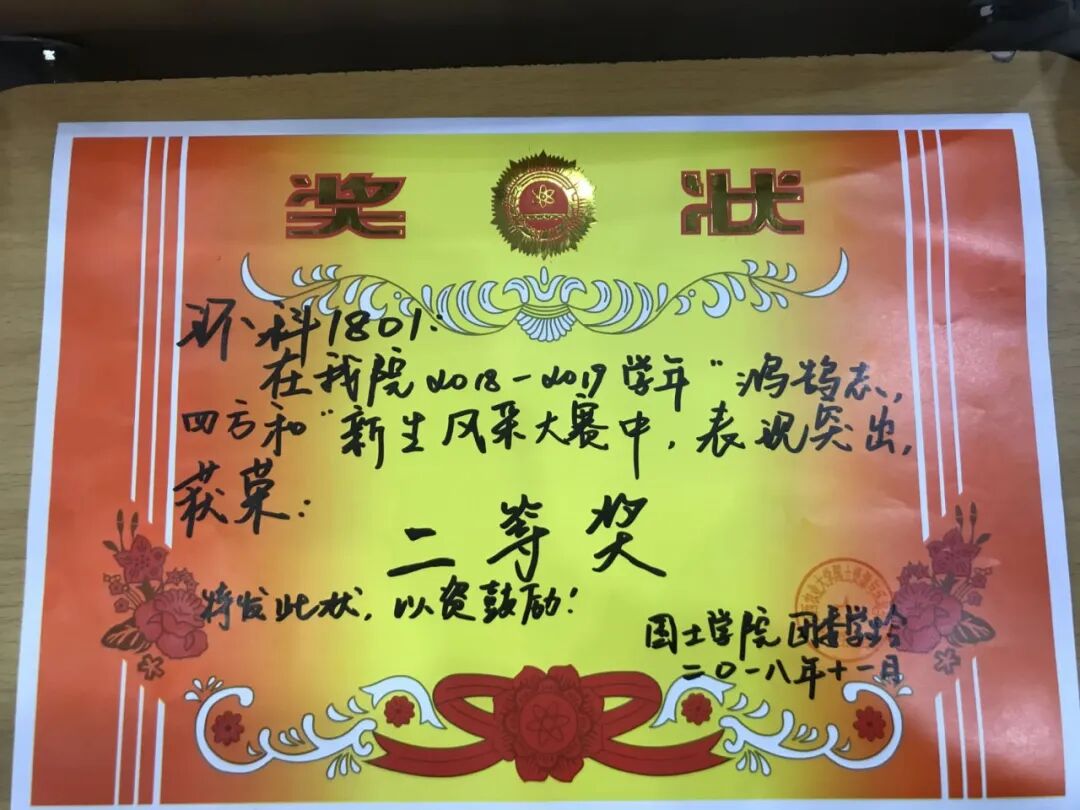 奖 状
环科1801:
在我院2018-2019学年“鸿鹄志,
四方和”新生风采大赛中,表现突出,
获荣:
二等奖
特发此状,以资鼓励!
国土学院团委学生会
二〇一八年十一月